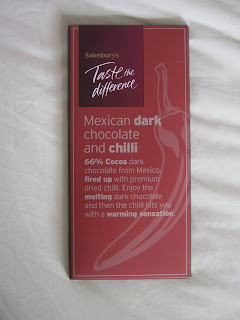 Sainsbury's
Taste the
difference
Mexican dark
chocolate
and chilli
66% Cocoa dark
chocolate from Mexico,
fired up with premium
dried chilli. Enjoy the
melting dark chocolate
and then the chilli hits you
with a warming sensation.